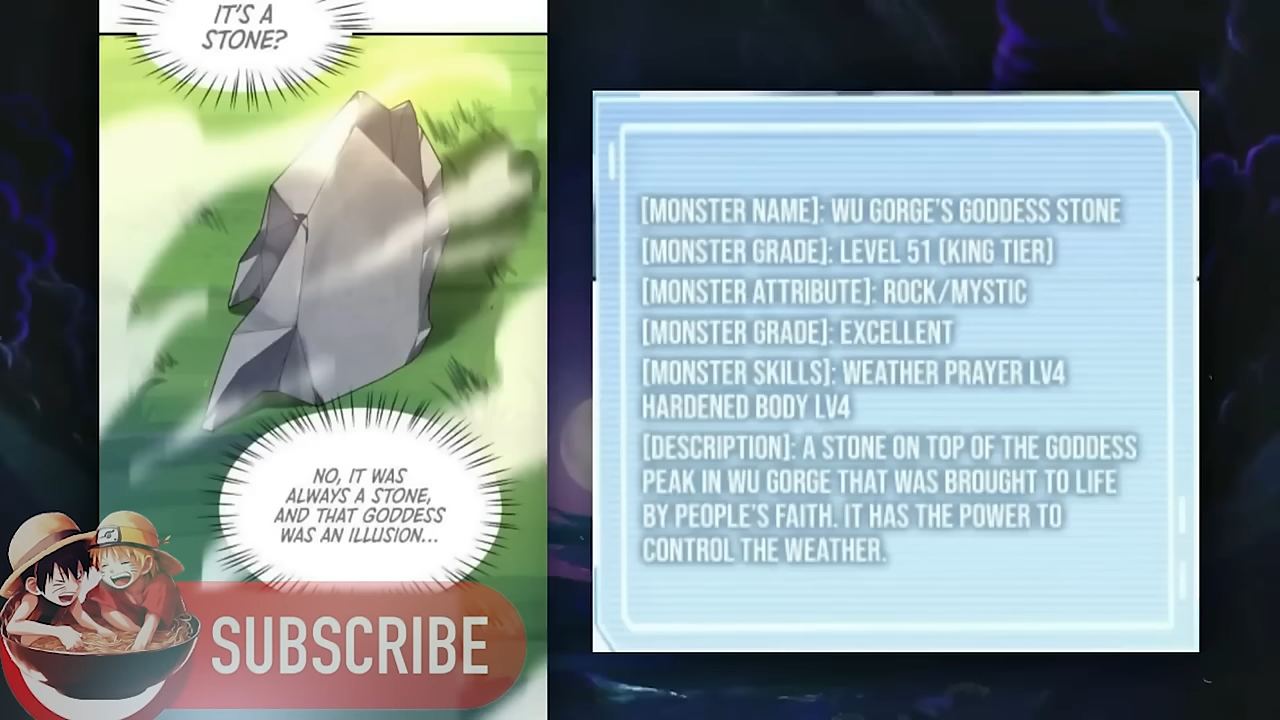 IT'S A
STONE?
NO, IT WAS
ALWAYS A STONE,
AND THAT GODDESS
WAS AN ILLUSION...
SUBSCRIBE
[MONSTER NAME]: WU GORGE'S GODDESS STONE
[MONSTER GRADE]: LEVEL 51 (KING TIER)
[MONSTER ATTRIBUTE]: ROCK/MYSTIC
[MONSTER GRADE]: EXCELLENT
[MONSTER SKILLS]: WEATHER PRAYER LV4
HARDENED BODY LV4
[DESCRIPTION]: A STONE ON TOP OF THE GODDESS
PEAK IN WU GORGE THAT WAS BROUGHT TO LIFE
BY PEOPLE'S FAITH. IT HAS THE POWER TO
CONTROL THE WEATHER.